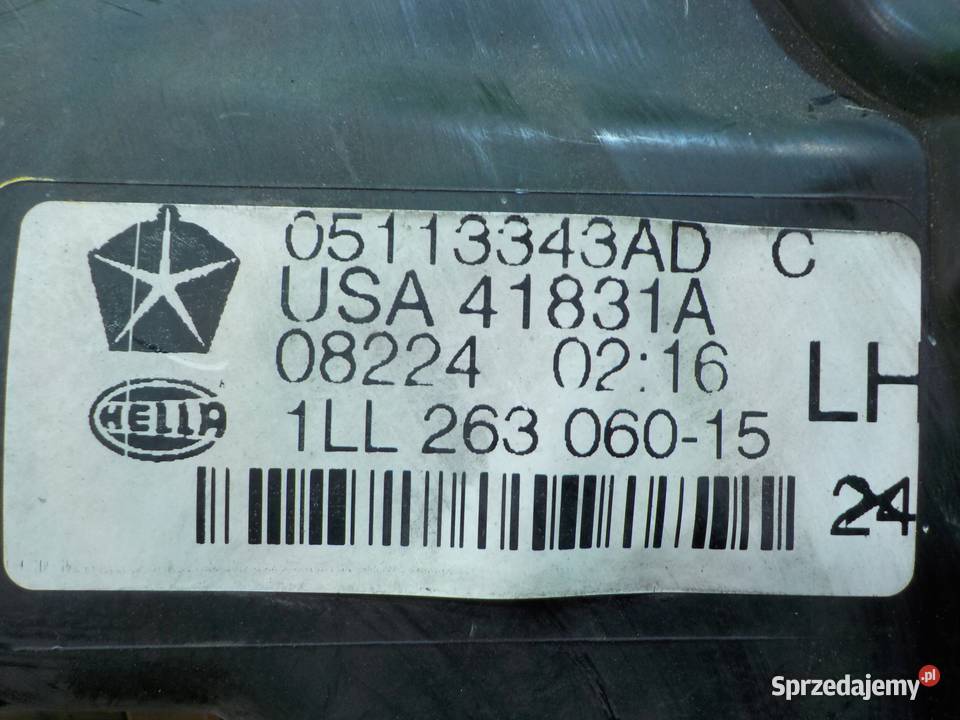 05113343AD C
USA 41831A
08224 02:16
LH
HELLA
1LL 263 060-15
24
Sprzedajemy.pl